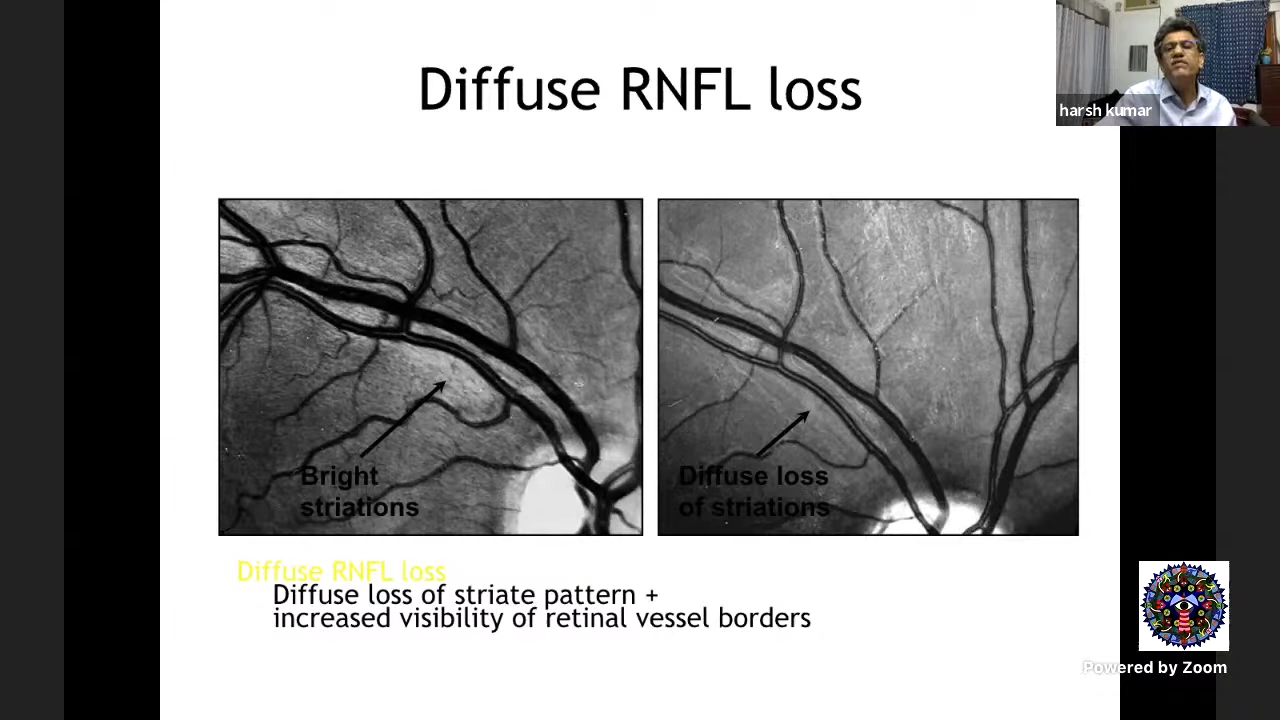 Diffuse RNFL loss
harsh kumar
Bright
striations
Diffuse loss
of striations
Diffuse RNFL loss
Diffuse loss of striate pattern +
increased visibility of retinal vessel borders
Powered by Zoom